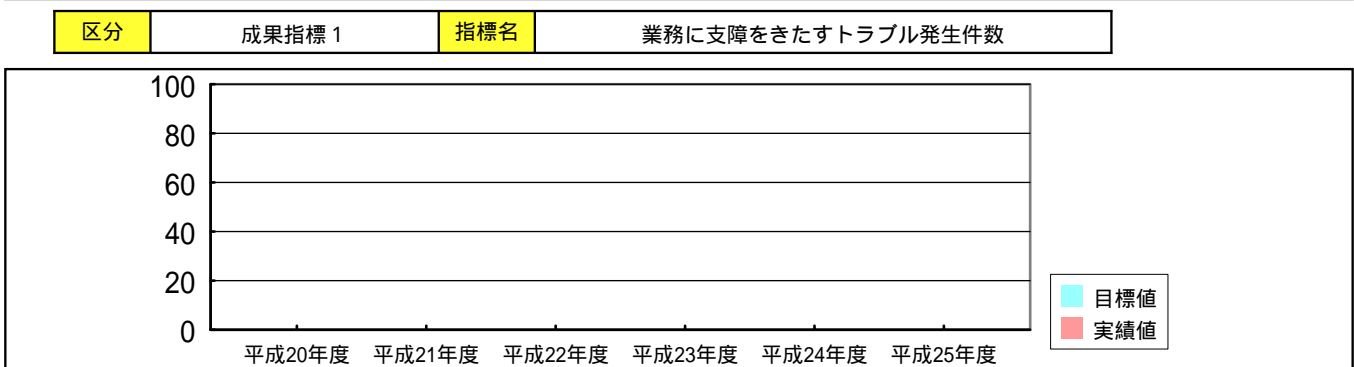 区分 成果指標1 指標名 業務に支障をきたすトラブル発生件数
100
80
60
40
20
0
平成20年度 平成21年度 平成22年度 平成23年度 平成24年度 平成25年度
目標値
実績値